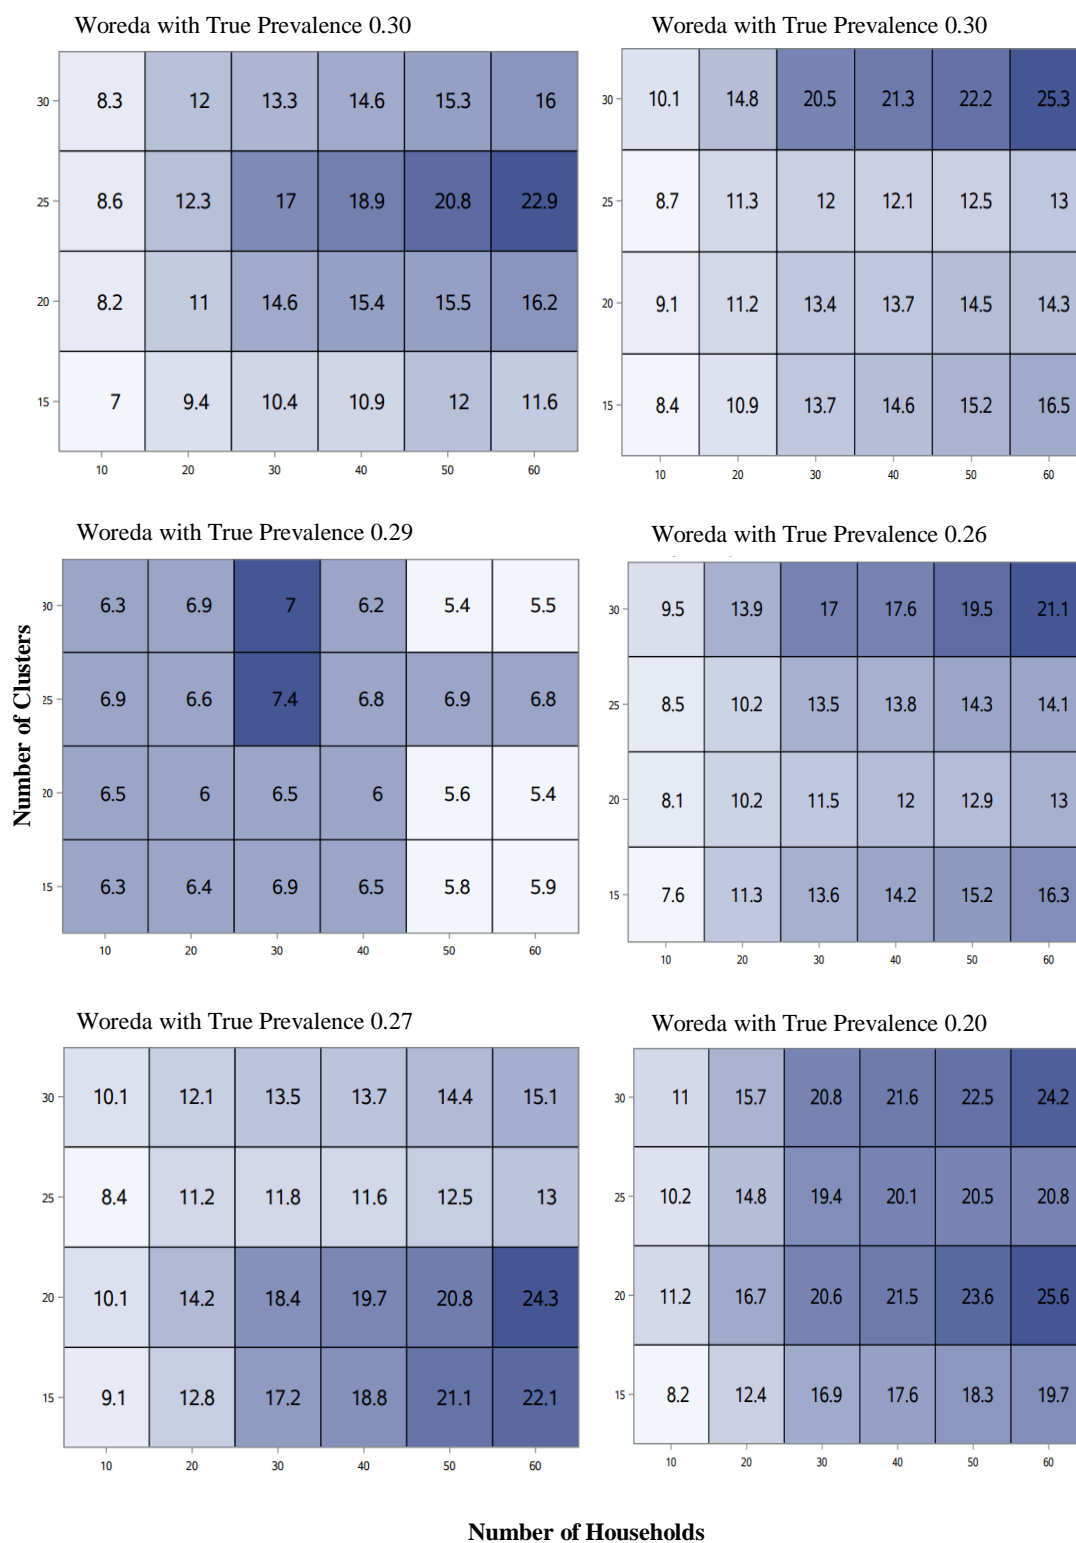 Woreda with True Prevalence 0.30
30 8.3 12 13.3 14.6 15.3 16
25 8.6 12.3 17 18.9 20.8 22.9
20 8.2 11 14.6 15.4 15.5 16.2
15 7 9.4 10.4 10.9 12 11.6
10 20 30 40 50 60
Woreda with True Prevalence 0.30
30 10.1 14.8 20.5 21.3 22.2 25.3
25 8.7 11.3 12 12.1 12.5 13
20 9.1 11.2 13.4 13.7 14.5 14.3
15 8.4 10.9 13.7 14.6 15.2 16.5
10 20 30 40 50 60
Number of Clusters
Woreda with True Prevalence 0.29
30 6.3 6.9 7 6.2 5.4 5.5
25 6.9 6.6 7.4 6.8 6.9 6.8
20 6.5 6 6.5 6 5.6 5.4
15 6.3 6.4 6.9 6.5 5.8 5.9
10 20 30 40 50 60
Woreda with True Prevalence 0.26
30 9.5 13.9 17 17.6 19.5 21.1
25 8.5 10.2 13.5 13.8 14.3 14.1
20 8.1 10.2 11.5 12 12.9 13
15 7.6 11.3 13.6 14.2 15.2 16.3
10 20 30 40 50 60
Woreda with True Prevalence 0.27
30 10.1 12.1 13.5 13.7 14.4 15.1
25 8.4 11.2 11.8 11.6 12.5 13
20 10.1 14.2 18.4 19.7 20.8 24.3
15 9.1 12.8 17.2 18.8 21.1 22.1
10 20 30 40 50 60
Woreda with True Prevalence 0.20
30 11 15.7 20.8 21.6 22.5 24.2
25 10.2 14.8 19.4 20.1 20.5 20.8
20 11.2 16.7 20.6 21.5 23.6 25.6
15 8.2 12.4 16.9 17.6 18.3 19.7
10 20 30 40 50 60
Number of Households